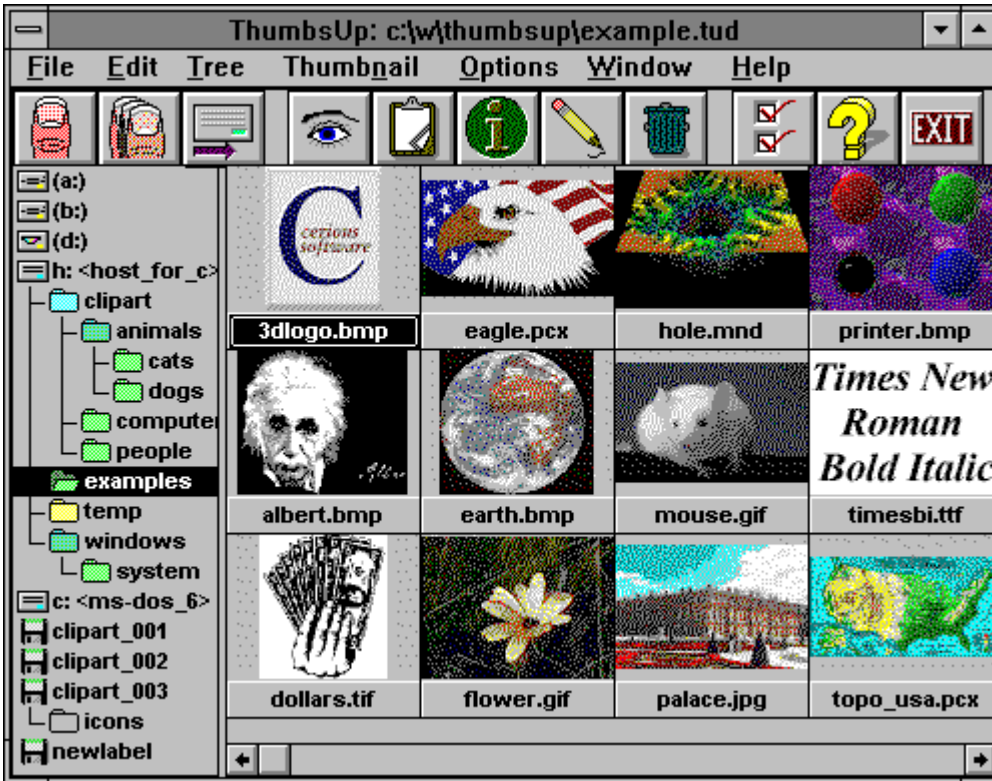 ThumbsUp: c:\w\thumbsup\example.tud
File Edit Tree Thumbnail Options Window Help
i ? EXIT
(a:)
(b:)
(d:)
h: <host_for_c>
clipart
animals
cats
dogs
computer
people
examples
temp
windows
system
c: <ms-dos_6>
clipart_001
clipart_002
clipart_003
icons
newlabel
C
cerious
software
3dlogo.bmp eagle.pcx hole.mnd printer.bmp
Times New
Roman
Bold Italic
albert.bmp earth.bmp mouse.gif timesbi.ttf
dollars.tif flower.gif palace.jpg topo_usa.pcx